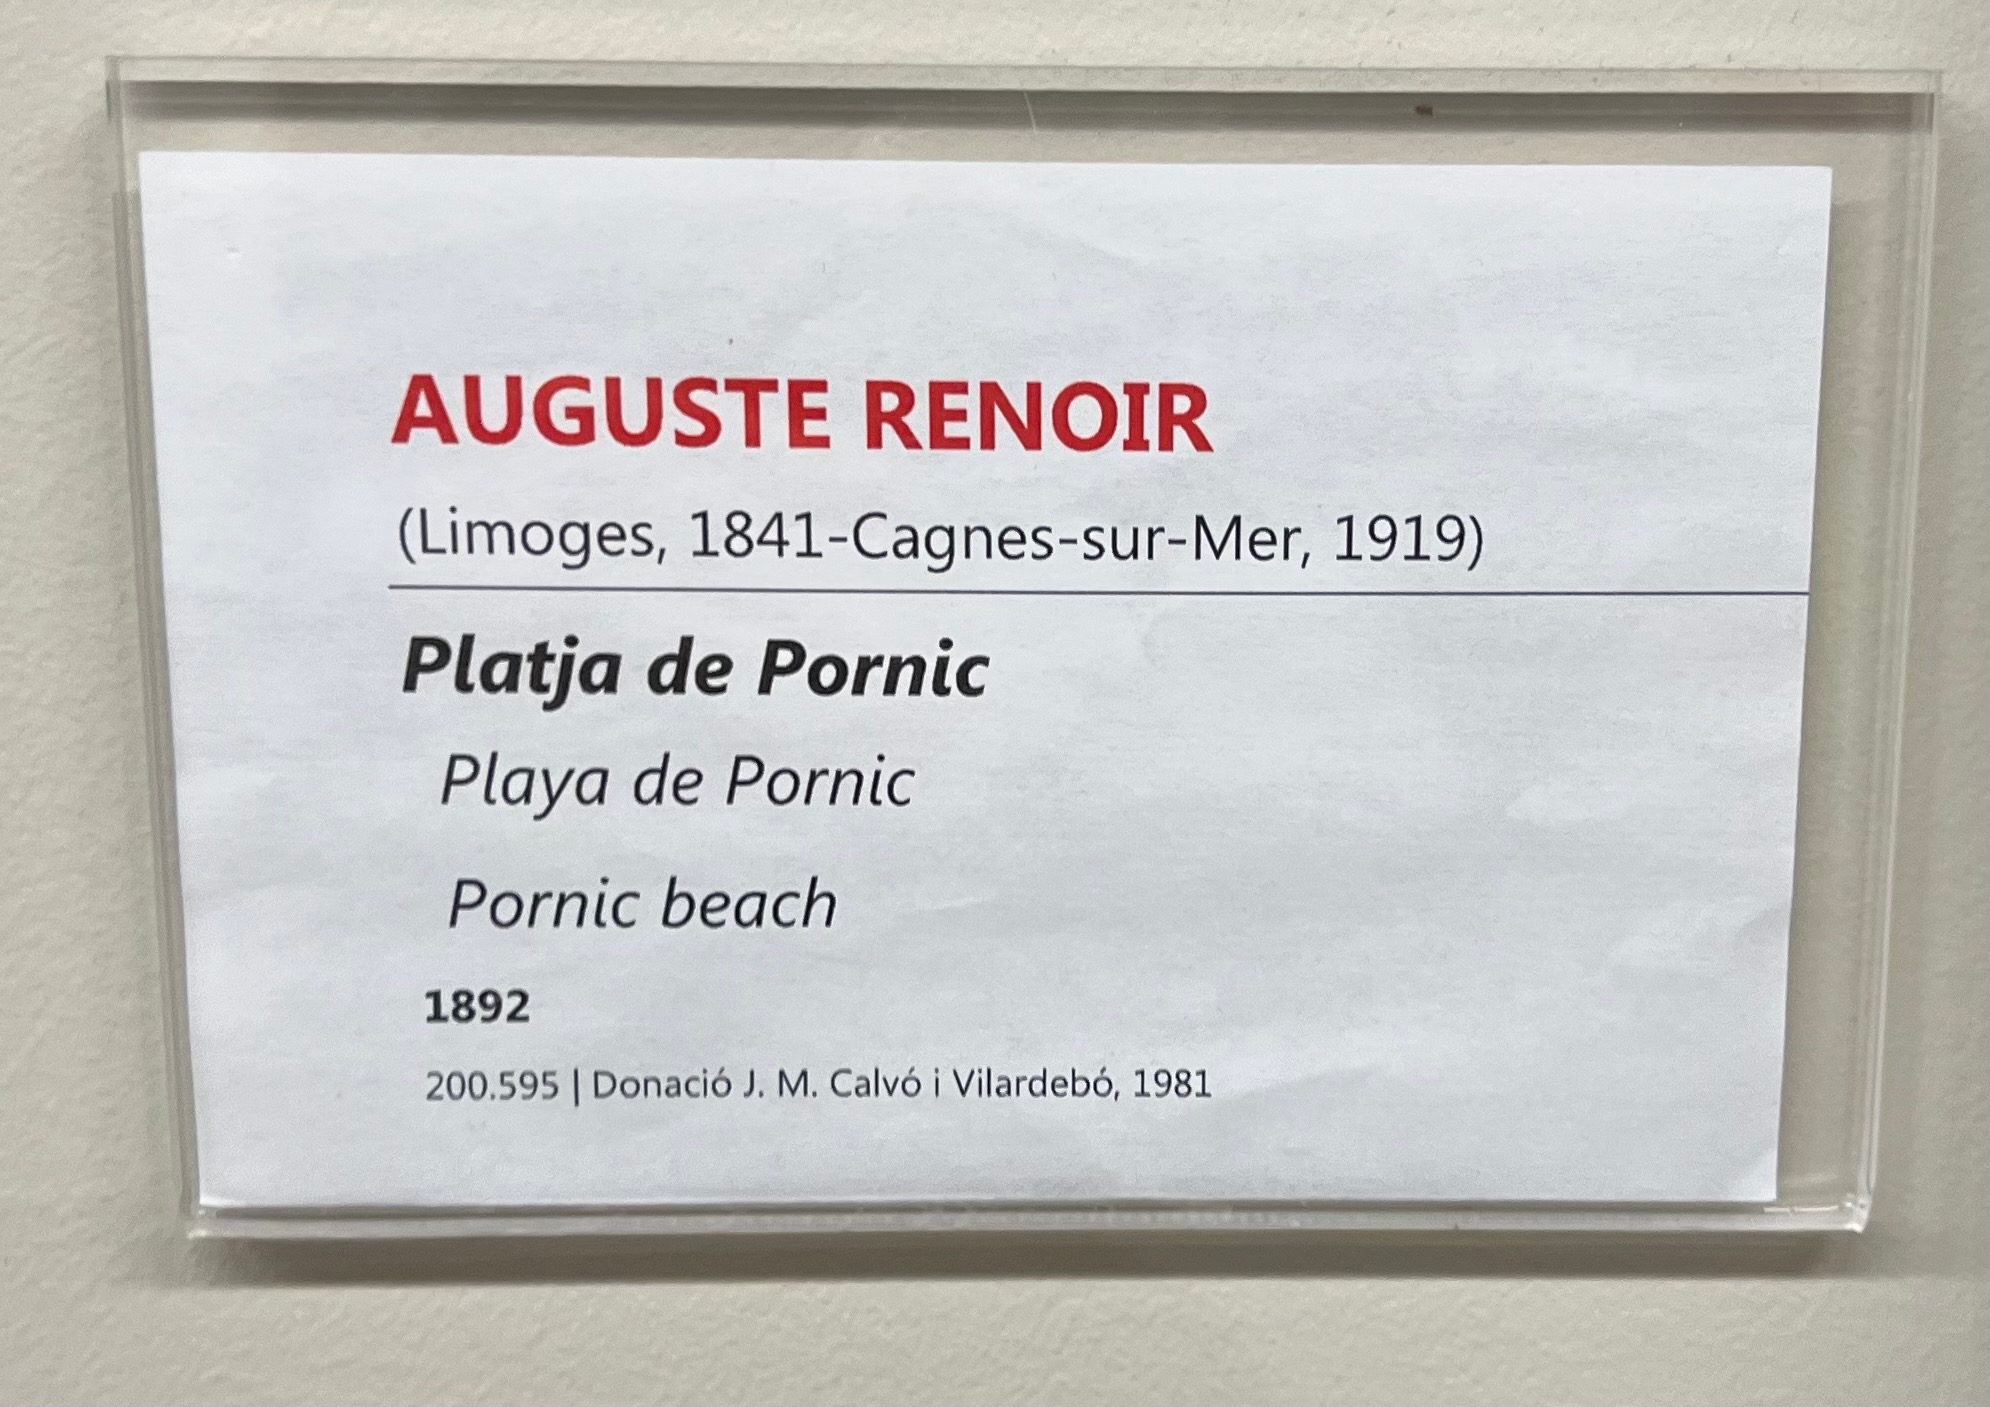 AUGUSTE RENOIR
(Limoges, 1841-Cagnes-sur-Mer, 1919)
Platja de Pornic
Playa de Pornic
Pornic beach
1892
200.595 | Donació J. M. Calvó i Vilardebó, 1981